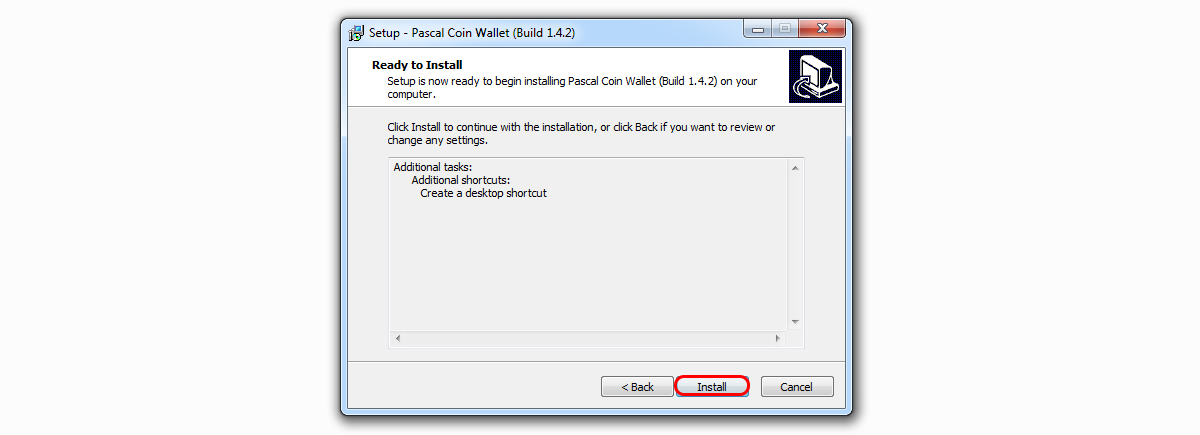 Setup - Pascal Coin Wallet (Build 1.4.2)
Ready to Install
Setup is now ready to begin installing Pascal Coin Wallet (Build 1.4.2) on your
computer.
Click Install to continue with the installation, or click Back if you want to review or
change any settings.
Additional tasks:
Additional shortcuts:
Create a desktop shortcut
< Back Install Cancel